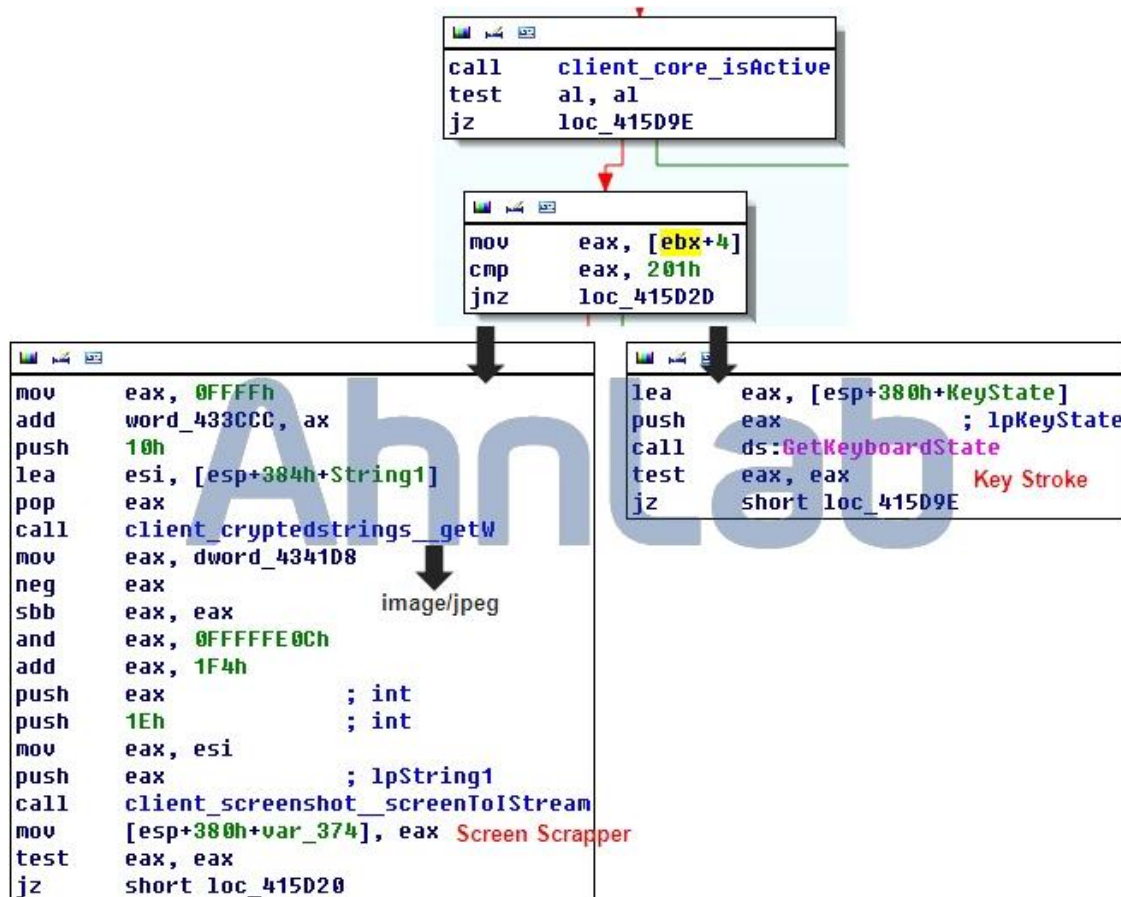 call client_core_isActive
test al, al
jz loc_415D9E
mov eax, [ebx+4]
cmp eax, 201h
jnz loc_415D2D
mov eax, 0FFFFh
add word_433CCC, ax
push 10h
lea esi, [esp+384h+String1]
pop eax
call client_cryptedstrings__getW
mov eax, dword_4341D8
neg eax
sbb eax, eax
and eax, 0FFFFFE0Ch
add eax, 1F4h
push eax ; int
push 1Eh ; int
mov eax, esi
push eax ; lpString1
call client_screenshot__screenToIStream
mov [esp+380h+var_374], eax Screen Scrapper
test eax, eax
jz short loc_415D20
image/jpeg
lea eax, [esp+380h+KeyState]
push eax ; lpKeyState
call ds:GetKeyboardState
test eax, eax Key Stroke
jz short loc_415D9E
AhnLab